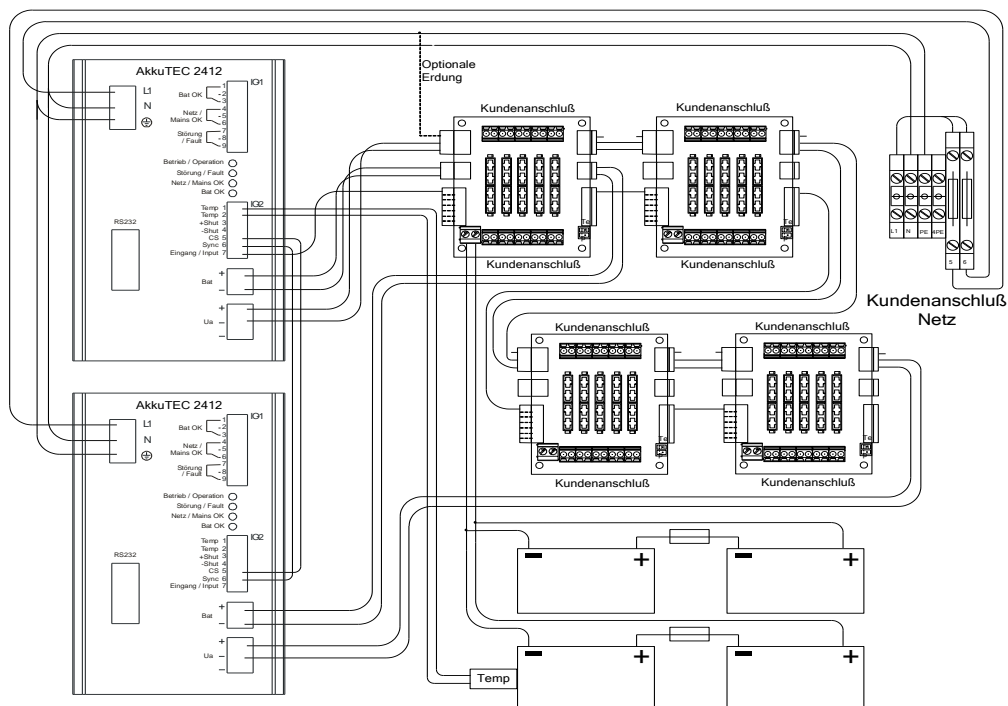 Optionale
Erdung
AkkuTEC 2412
L1
N
IO1
Bat OK
1
2
3
Netz /
Mains OK
4
5
6
Störung
/ Fault
7
8
9
Betrieb / Operation
Störung / Fault
Netz / Mains OK
Bat OK
IO2
Temp 1
Temp 2
+Shut 3
-Shut 4
CS 5
Sync 6
Eingang / Input 7
RS232
+
Bat
–
+
Ua –
–
Kundenanschluß
Te
Kundenanschluß
Kundenanschluß
Te
Kundenanschluß
L1 N PE 4PE 5 6
Kundenanschluß
Netz
Kundenanschluß
Te
Kundenanschluß
Kundenanschluß
Te
Kundenanschluß
AkkuTEC 2412
L1
N
IO1
Bat OK
1
2
3
Netz /
Mains OK
4
5
6
Störung
/ Fault
7
8
9
Betrieb / Operation
Störung / Fault
Netz / Mains OK
Bat OK
IO2
Temp 1
Temp 2
+Shut 3
-Shut 4
CS 5
Sync 6
Eingang / Input 7
RS232
+
Bat
–
+
Ua –
–
– +
– +
Temp
– +
– +